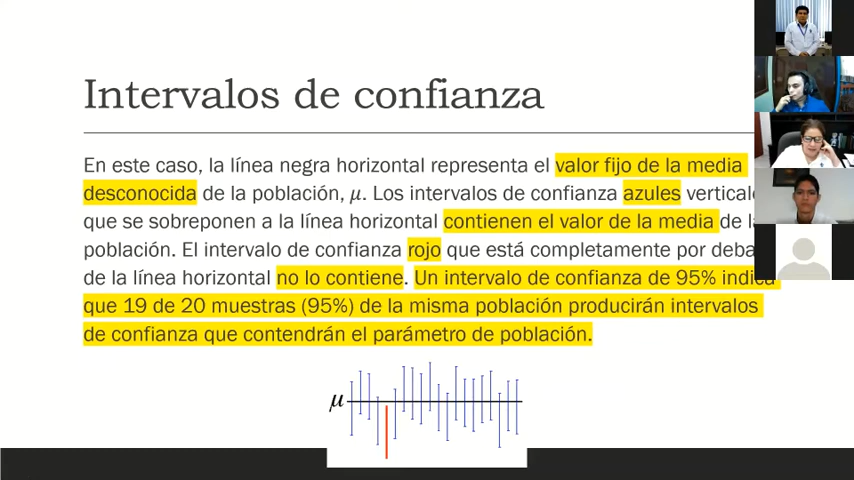 Intervalos de confianza
En este caso, la línea negra horizontal representa el valor fijo de la media
desconocida de la población, μ. Los intervalos de confianza azules
que se sobreponen a la línea horizontal contienen el valor de la media de
población. El intervalo de confianza rojo que está completamente por
de la línea horizontal no lo contiene. Un intervalo de confianza de 95% indica
que 19 de 20 muestras (95%) de la misma población producirán intervalos
de confianza que contendrán el parámetro de población.
μ